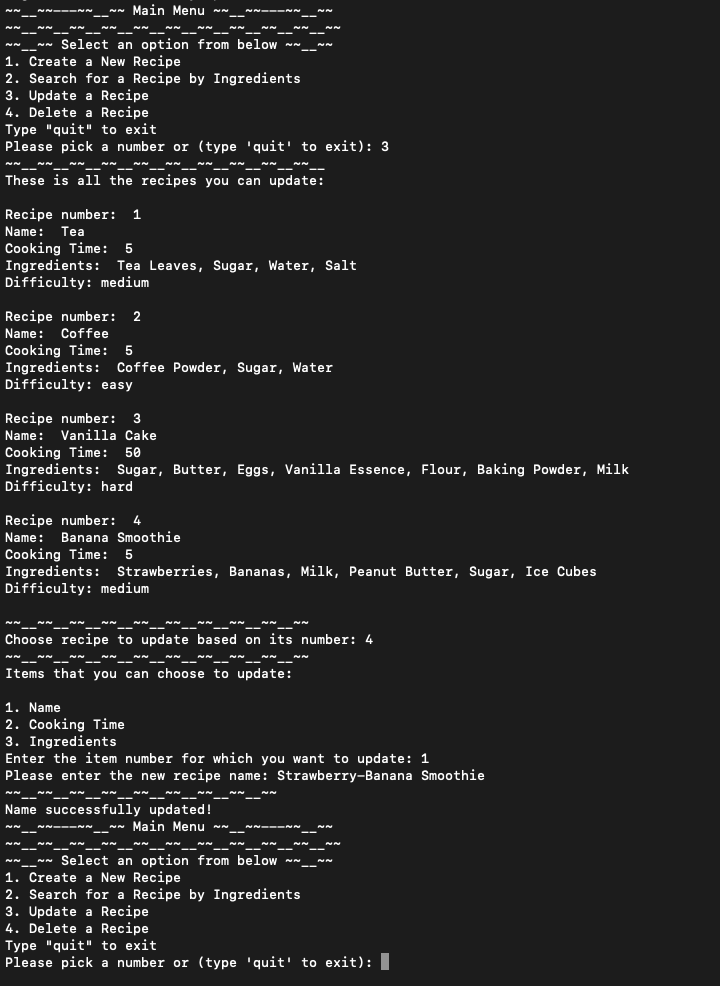 ~~__~~———~~__~~ Main Menu ~~__~~———~~__~~
~~__~~__~~__~~__~~__~~__~~__~~__~~__~~__~~
~~__~~ Select an option from below ~~__~~
1. Create a New Recipe
2. Search for a Recipe by Ingredients
3. Update a Recipe
4. Delete a Recipe
Type "quit" to exit
Please pick a number or (type 'quit' to exit): 3
~~__~~__~~__~~__~~__~~__~~__~~__~~__~~__
These is all the recipes you can update:
Recipe number:  1
Name:  Tea
Cooking Time:  5
Ingredients:  Tea Leaves, Sugar, Water, Salt
Difficulty: medium
Recipe number:  2
Name:  Coffee
Cooking Time:  5
Ingredients:  Coffee Powder, Sugar, Water
Difficulty: easy
Recipe number:  3
Name:  Vanilla Cake
Cooking Time:  50
Ingredients:  Sugar, Butter, Eggs, Vanilla Essence, Flour, Baking Powder, Milk
Difficulty: hard
Recipe number:  4
Name:  Banana Smoothie
Cooking Time:  5
Ingredients:  Strawberries, Bananas, Milk, Peanut Butter, Sugar, Ice Cubes
Difficulty: medium
~~__~~__~~__~~__~~__~~__~~__~~__~~__~~
Choose recipe to update based on its number: 4
~~__~~__~~__~~__~~__~~__~~__~~__~~__~~
Items that you can choose to update:
1. Name
2. Cooking Time
3. Ingredients
Enter the item number for which you want to update: 1
Please enter the new recipe name: Strawberry-Banana Smoothie
~~__~~__~~__~~__~~__~~__~~__~~__~~
Name successfully updated!
~~__~~———~~__~~ Main Menu ~~__~~———~~__~~
~~__~~__~~__~~__~~__~~__~~__~~__~~__~~__~~
~~__~~ Select an option from below ~~__~~
1. Create a New Recipe
2. Search for a Recipe by Ingredients
3. Update a Recipe
4. Delete a Recipe
Type "quit" to exit
Please pick a number or (type 'quit' to exit):